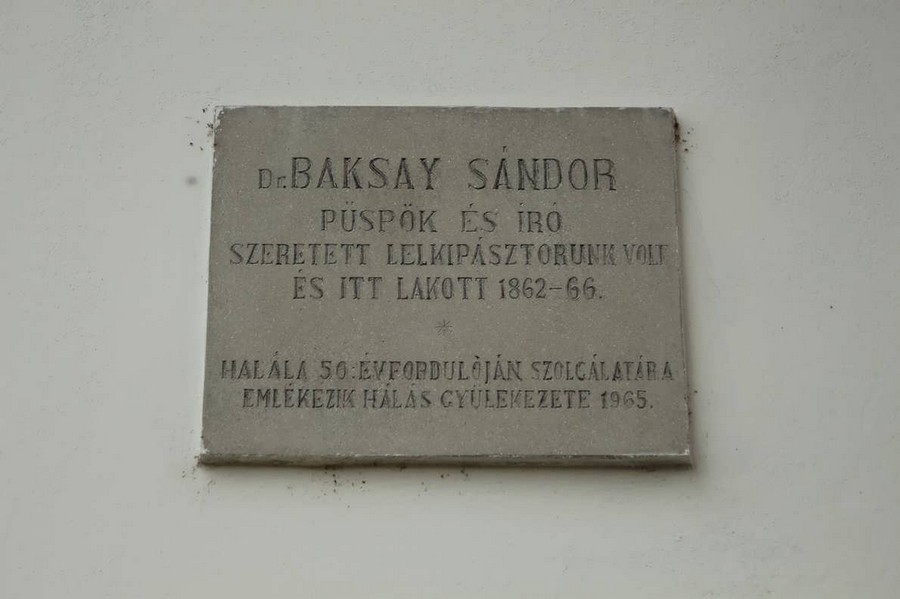 Dr. BAKSAY SÁNDOR
PÜSPÖK ÉS ÍRÓ
SZERETETT LELKIPÁSZTORUNK VOLT
ÉS ITT LAKOTT 1862-66.
*
HALÁLA 50. ÉVFORDULÓJÁN SZOLGÁLATÁRA
EMLÉKEZIK HÁLÁS GYÜLEKEZETE 1965.